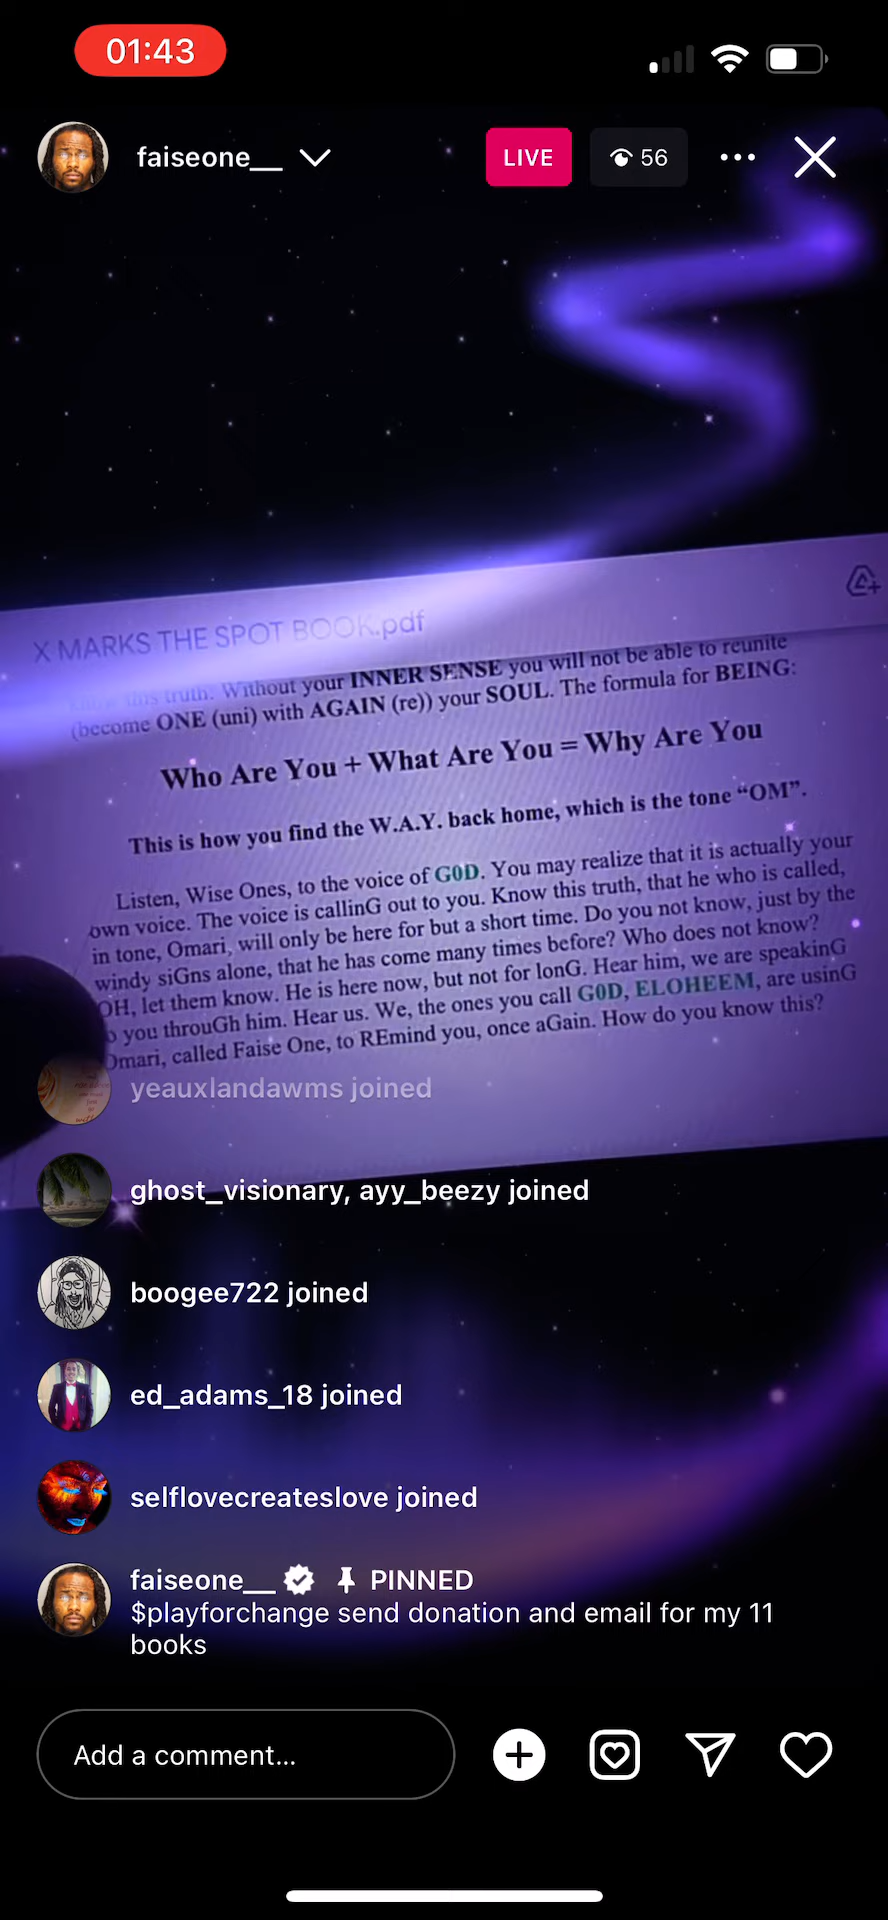 01:43
faiseone__
LIVE
56
X MARKS THE SPOT BOOK.pdf
this truth. Without your INNER SENSE you will not be able to reunite
(become ONE (uni) with AGAIN (re)) your SOUL. The formula for BEING:
Who Are You + What Are You = Why Are You
This is how you find the W.A.Y. back home, which is the tone “OM”.
Listen, Wise Ones, to the voice of G0D. You may realize that it is actually your
own voice. The voice is callinG out to you. Know this truth, that he who is called,
in tone, Omari, will only be here for but a short time. Do you not know, just by the
windy siGns alone, that he has come many times before? Who does not know?
OH, let them know. He is here now, but not for lonG. Hear him, we are speakinG
you throuGh him. Hear us. We, the ones you call G0D, ELOHEEM, are usinG
Omari, called Faise One, to REmind you, once aGain. How do you know this?
yeauxlandawms joined
ghost_visionary, ayy_beezy joined
boogee722 joined
ed_adams_18 joined
selflovecreateslove joined
faiseone__ PINNED
$playforchange send donation and email for my 11
books
Add a comment...